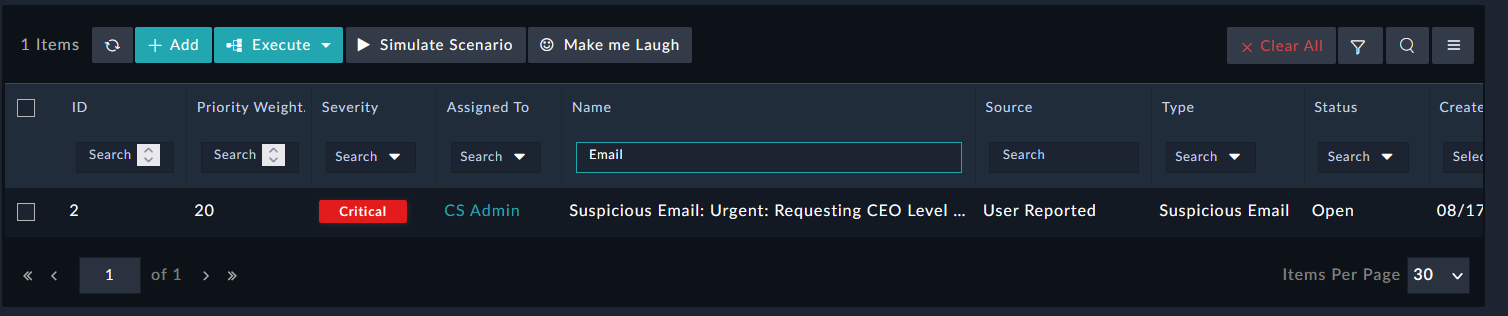 1 Items Add Execute Simulate Scenario Make me Laugh Clear All
ID Priority Weight. Severity Assigned To Name Source Type Status Create
Search Search Search Search Email Search Search Search Selec
2 20 Critical CS Admin Suspicious Email: Urgent: Requesting CEO Level ... User Reported Suspicious Email Open 08/17
« ‹ 1 of 1 › » Items Per Page 30